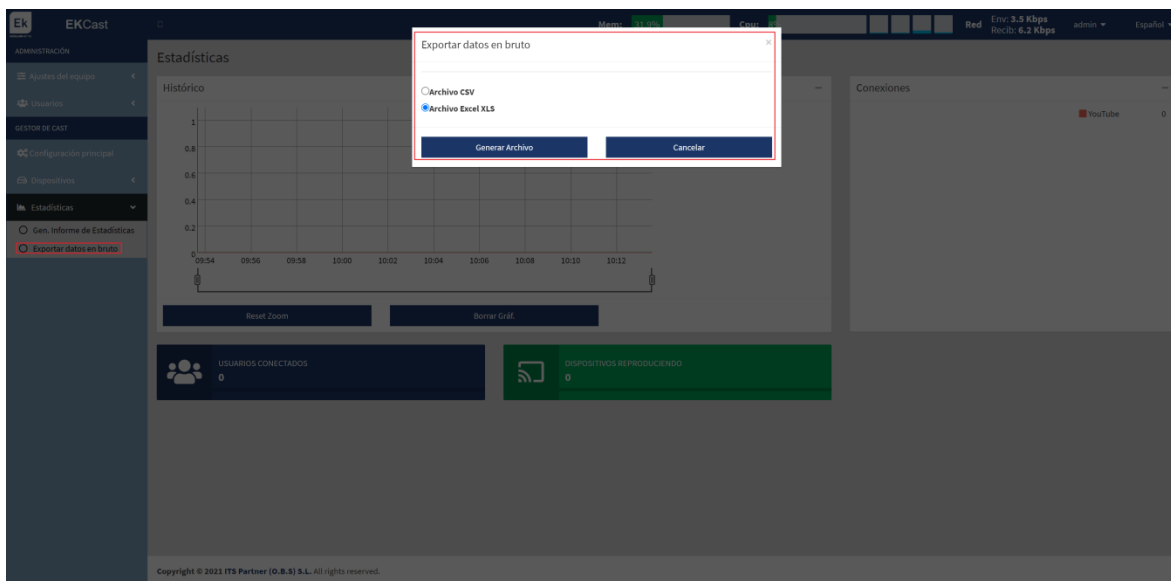 Ek
EKCast
Mem: 31.9%
Cpu:
Red
Env: 3.5 Kbps
Recib: 6.2 Kbps
admin
Español
ADMINISTRACIÓN
Ajustes del equipo
Usuarios
GESTOR DE CAST
Configuración principal
Dispositivos
Estadísticas
Gen. Informe de Estadísticas
Exportar datos en bruto
Estadísticas
Histórico
1
0.8
0.6
0.4
0.2
0
09:54 09:56 09:58 10:00 10:02 10:04 10:06 10:08 10:10 10:12
Reset Zoom
Borrar Gráf.
Exportar datos en bruto
×
Archivo CSV
Archivo Excel XLS
Generar Archivo
Cancelar
Conexiones
YouTube 0
USUARIOS CONECTADOS
0
DISPOSITIVOS REPRODUCIENDO
0
Copyright © 2021 ITS Partner (O.B.S) S.L. All rights reserved.